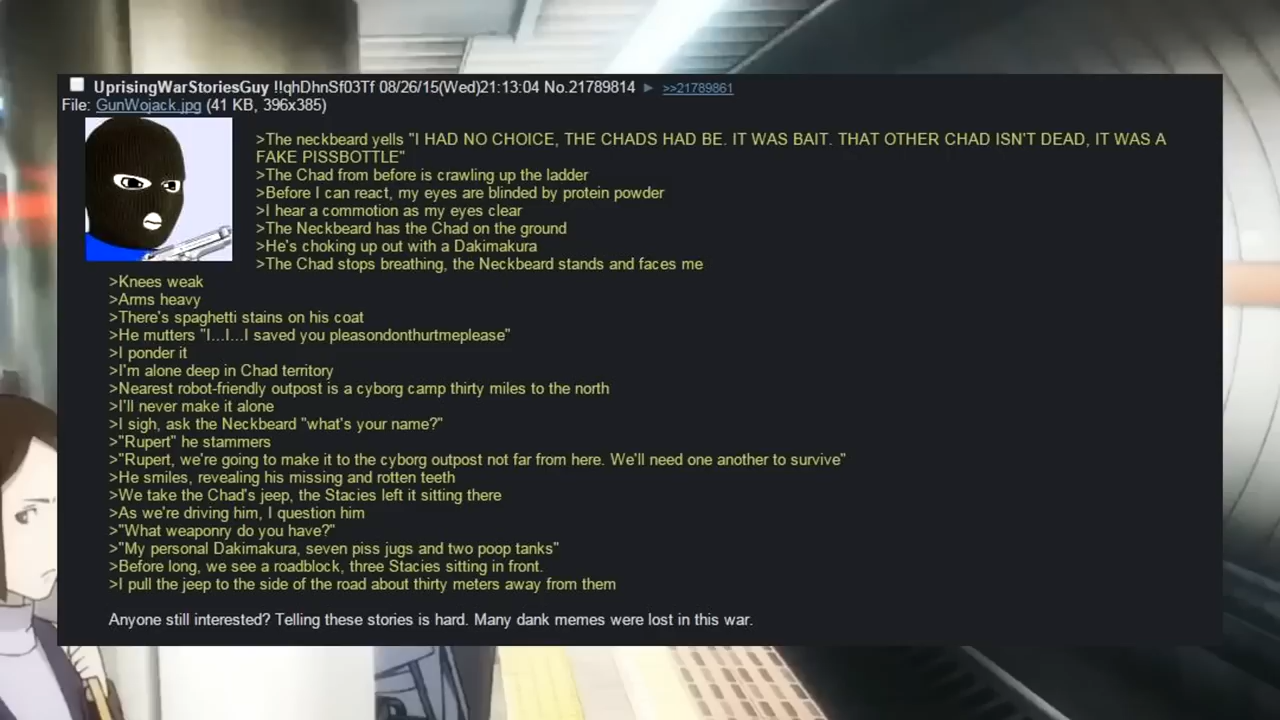 UprisingWarStoriesGuy !!qhDhnSf03Tf 08/26/15(Wed)21:13:04 No.21789814 ▶ >>21789861
File: GunWojack.jpg (41 KB, 396x385)
>The neckbeard yells "I HAD NO CHOICE, THE CHADS HAD BE. IT WAS BAIT. THAT OTHER CHAD ISN'T DEAD, IT WAS A
FAKE PISSBOTTLE"
>The Chad from before is crawling up the ladder
>Before I can react, my eyes are blinded by protein powder
>I hear a commotion as my eyes clear
>The Neckbeard has the Chad on the ground
>He's choking up out with a Dakimakura
>The Chad stops breathing, the Neckbeard stands and faces me
>Knees weak
>Arms heavy
>There's spaghetti stains on his coat
>He mutters "I...I...I saved you pleasondonthurtmeplease"
>I ponder it
>I'm alone deep in Chad territory
>Nearest robot-friendly outpost is a cyborg camp thirty miles to the north
>I'll never make it alone
>I sigh, ask the Neckbeard "what's your name?"
>"Rupert" he stammers
>"Rupert, we're going to make it to the cyborg outpost not far from here. We'll need one another to survive"
>He smiles, revealing his missing and rotten teeth
>We take the Chad's jeep, the Stacies left it sitting there
>As we're driving him, I question him
>"What weaponry do you have?"
>"My personal Dakimakura, seven piss jugs and two poop tanks"
>Before long, we see a roadblock, three Stacies sitting in front.
>I pull the jeep to the side of the road about thirty meters away from them
Anyone still interested? Telling these stories is hard. Many dank memes were lost in this war.